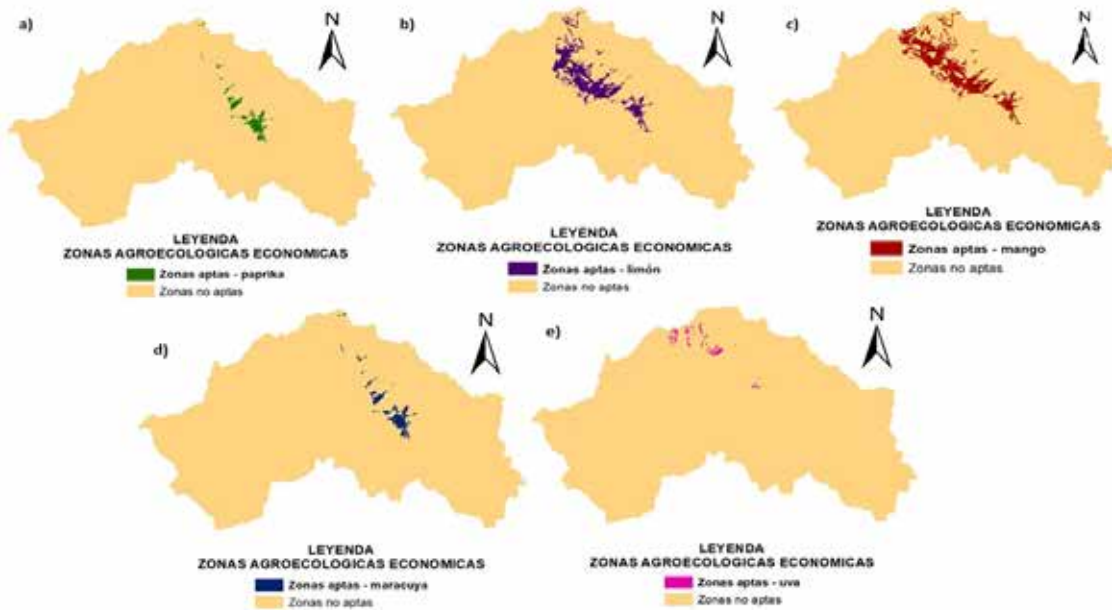 a)
N
LEYENDA
ZONAS AGROECOLOGICAS ECONOMICAS
Zonas aptas - paprika
Zonas no aptas
b)
N
LEYENDA
ZONAS AGROECOLOGICAS ECONOMICAS
Zonas aptas - limón
Zonas no aptas
c)
N
LEYENDA
ZONAS AGROECOLOGICAS ECONOMICAS
Zonas aptas - mango
Zonas no aptas
d)
N
LEYENDA
ZONAS AGROECOLOGICAS ECONOMICAS
Zonas aptas - maracuya
Zonas no aptas
e)
N
LEYENDA
ZONAS AGROECOLOGICAS ECONOMICAS
Zonas aptas - uva
Zonas no aptas